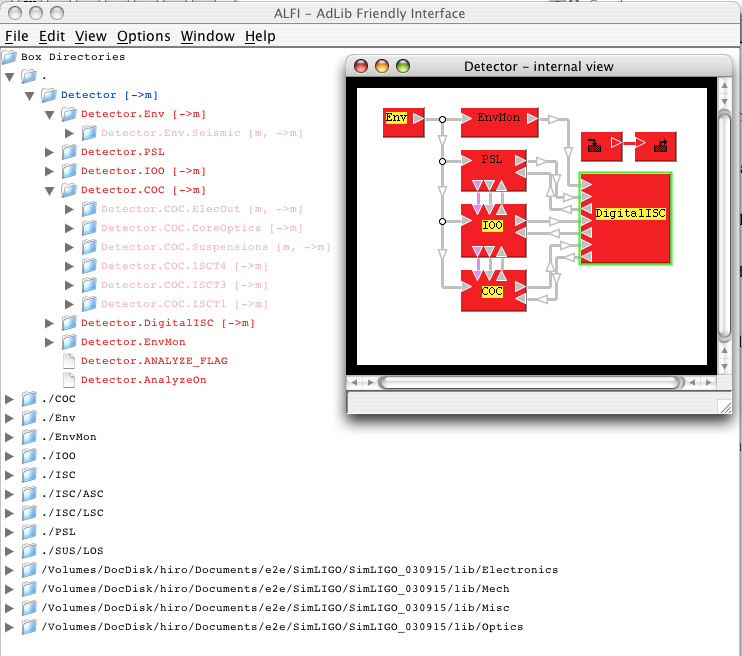 ALFI – AdLib Friendly Interface
File Edit View Options Window Help
Box Directories
.
Detector [->m]
Detector.Env [->m]
Detector.Env.Seismic [m, ->m]
Detector.PSL
Detector.IOO [->m]
Detector.COC [->m]
Detector.COC.ElecOut [->m]
Detector.COC.CoreOptics [->m]
Detector.COC.Suspensions [m, ->m]
Detector.COC.ISCT4 [->m]
Detector.COC.ISCT3 [->m]
Detector.COC.ISCT1 [->m]
Detector.DigitalISC [->m]
Detector.EnvMon
Detector.ANALYZE_FLAG
Detector.AnalyzeOn
./COC
./Env
./EnvMon
./IOO
./ISC
./ISC/ASC
./ISC/LSC
./PSL
./SUS/LOS
/Volumes/DocDisk/hiro/Documents/e2e/SimLIGO/SimLIGO_030915/lib/Electronics
/Volumes/DocDisk/hiro/Documents/e2e/SimLIGO/SimLIGO_030915/lib/Mech
/Volumes/DocDisk/hiro/Documents/e2e/SimLIGO/SimLIGO_030915/lib/Misc
/Volumes/DocDisk/hiro/Documents/e2e/SimLIGO/SimLIGO_030915/lib/Optics
Detector – internal view
Env
EnvMon
PSL
IOO
COC
DigitalISC